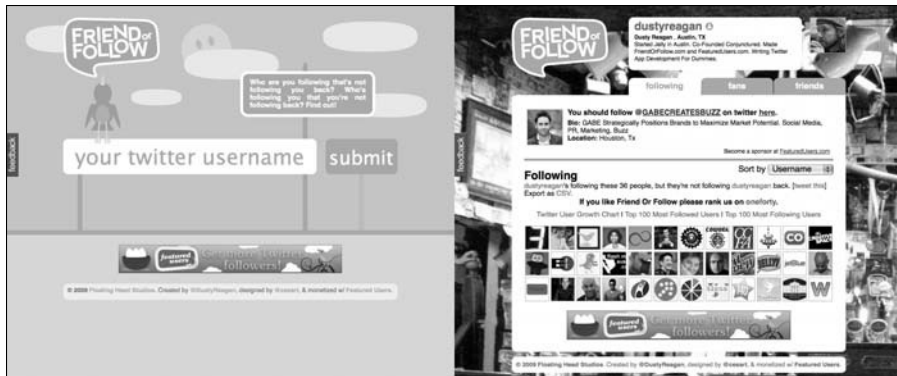 FRIEND or
FOLLOW
Who are you following that's not
following you back? Who's
following you that you're not
following back? Find out!
feedback
your twitter username
submit
featured
users
Get more Twitter
followers!
© 2009 Floating Head Studios. Created by @DustyReagan, designed by @ceeart, & monetized w/ Featured Users.
FRIEND or
FOLLOW
dustyreagan
Dusty Reagan . Austin, TX
Started Jelly in Austin. Co-Founded Conjunctured. Made
FriendOrFollow.com and FeaturedUsers.com. Writing Twitter
App Development For Dummies.
following
fans
friends
feedback
You should follow @GABECREATESBUZZ on twitter here.
Bio: GABE Strategically Positions Brands to Maximize Market Potential. Social Media,
PR, Marketing, Buzz
Location: Houston, Tx
Become a sponsor at FeaturedUsers.com
Sort by Username
Following
dustyreagan's following these 36 people, but they're not following dustyreagan back. [tweet this]
Export as CSV.
If you like Friend Or Follow please rank us on oneforty.
Twitter User Growth Chart | Top 100 Most Followed Users | Top 100 Most Following Users
CO
jetBlue
W
featured
users
Get more Twitter
followers!
© 2009 Floating Head Studios. Created by @DustyReagan, designed by @ceeart, & monetized w/ Featured Users.